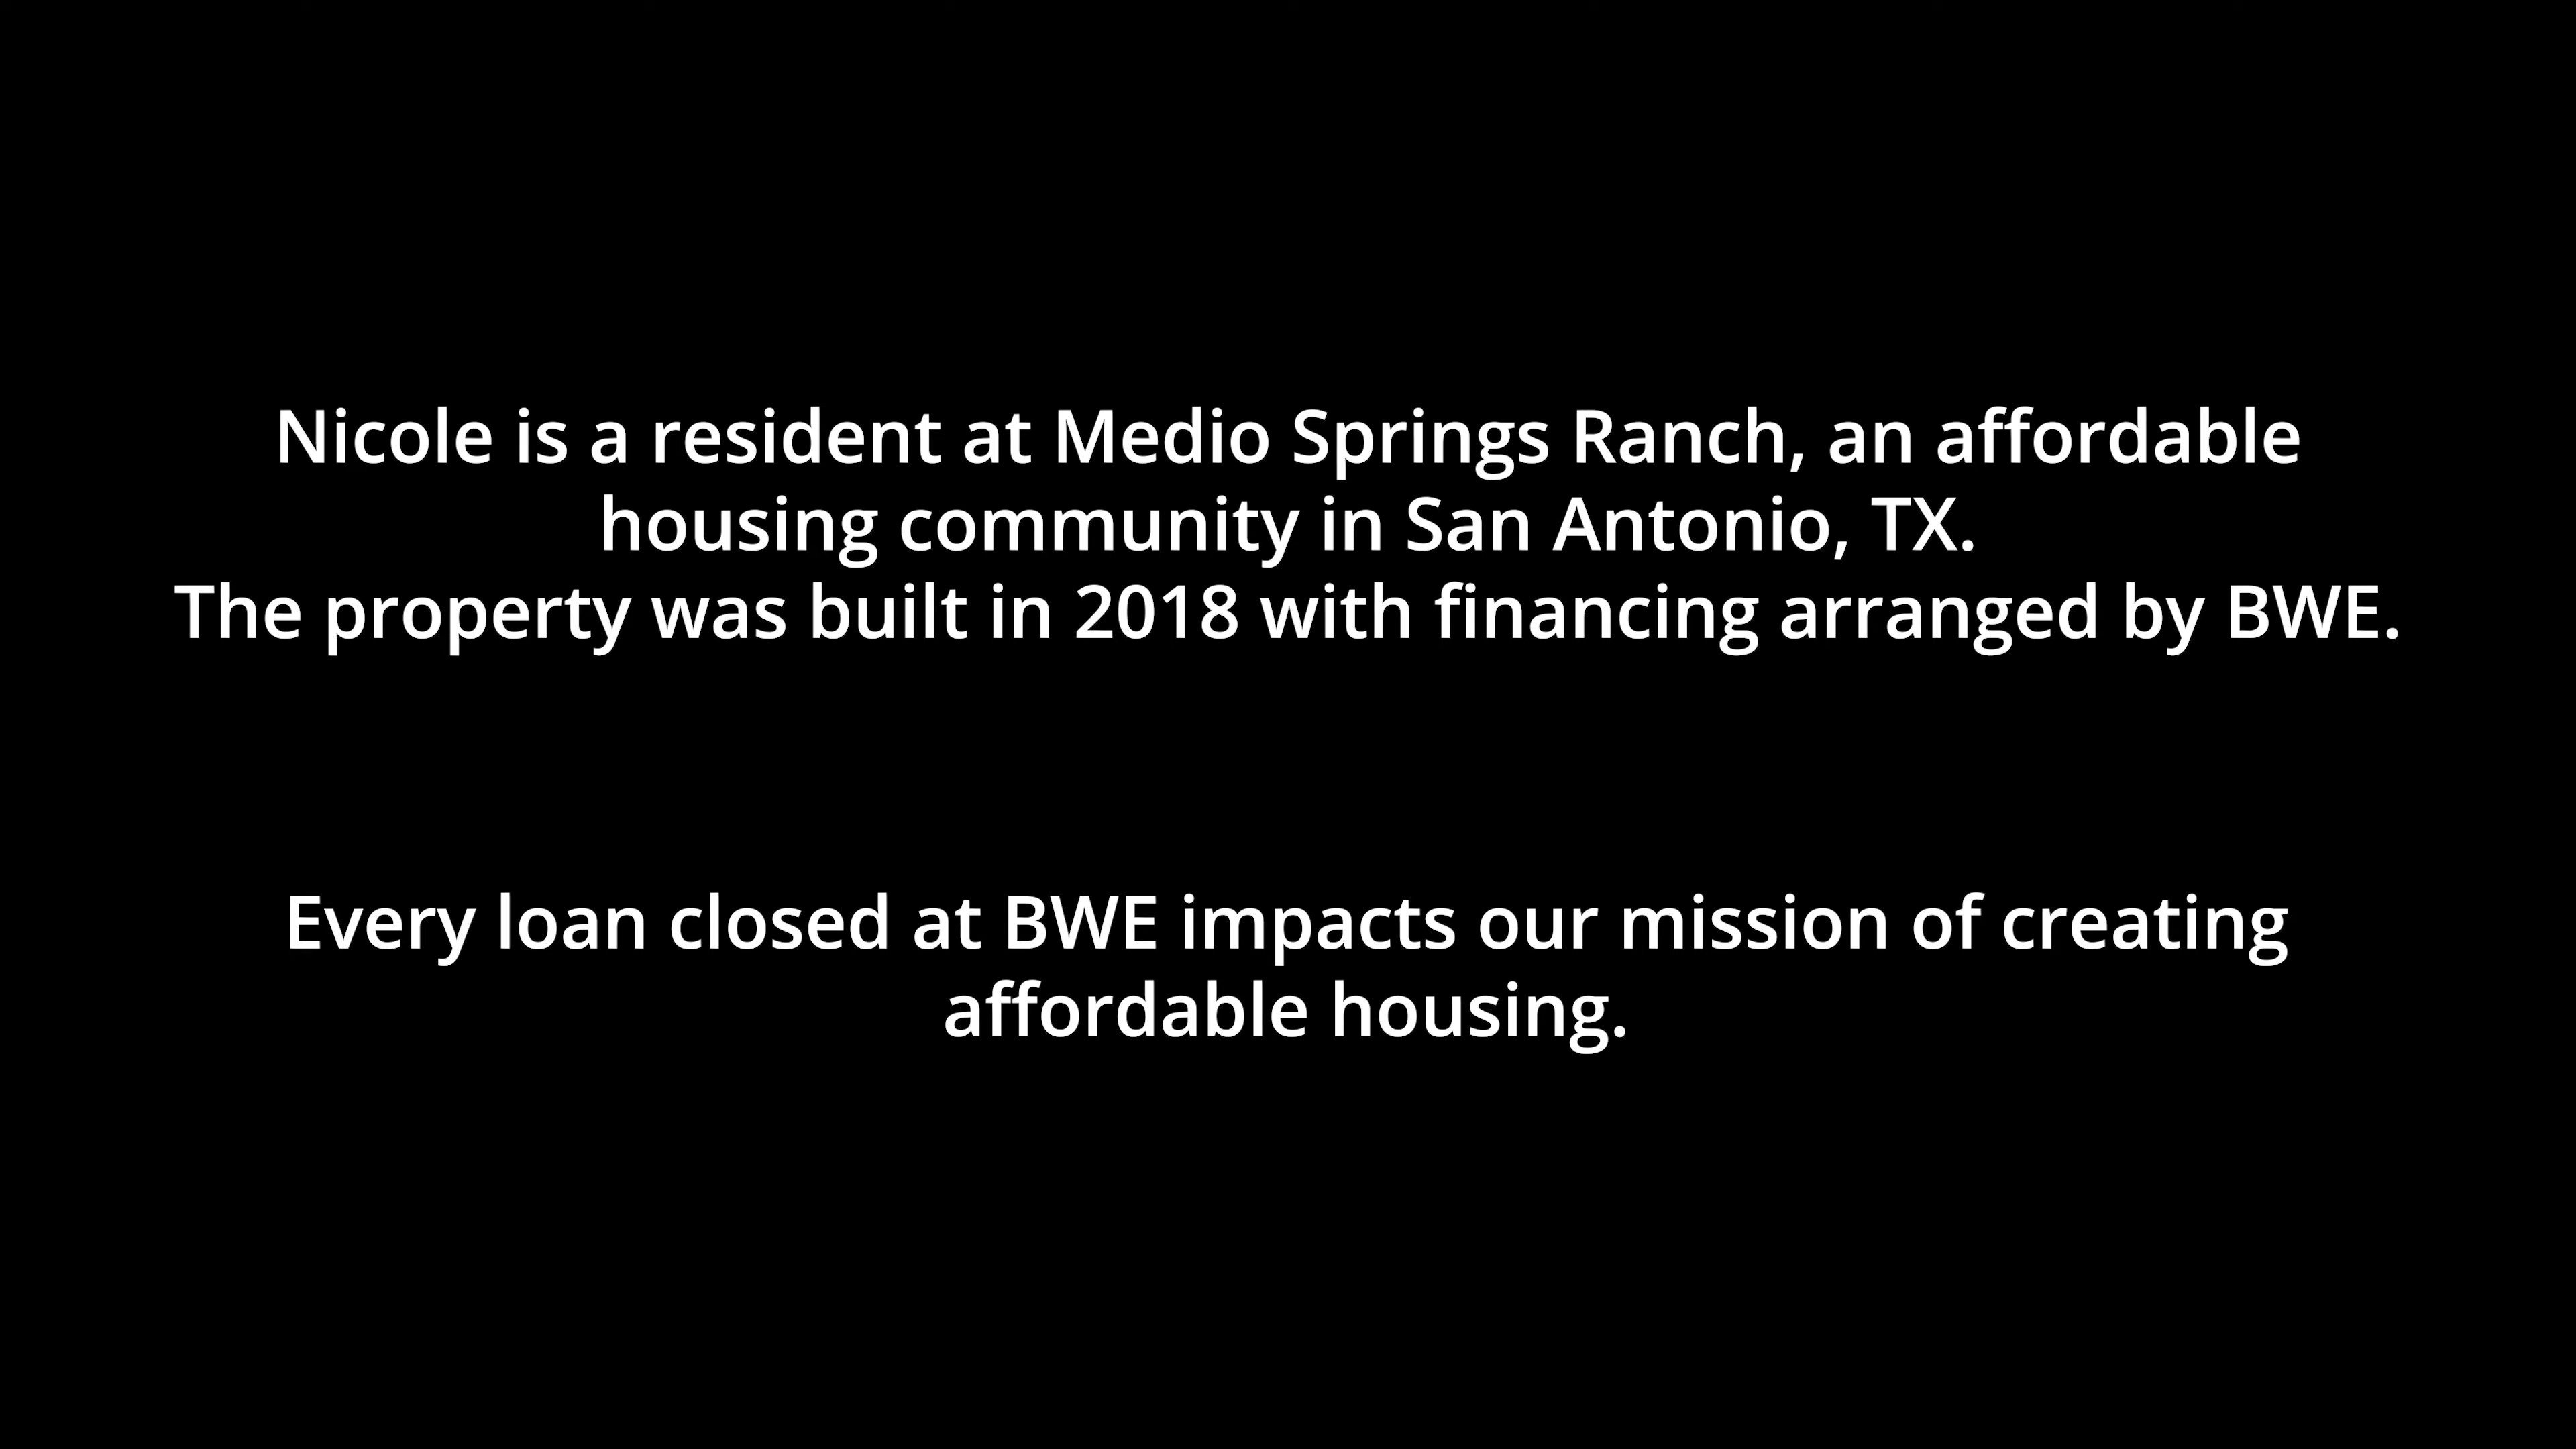 Nicole is a resident at Medio Springs Ranch, an affordable
housing community in San Antonio, TX.
The property was built in 2018 with financing arranged by BWE.
Every loan closed at BWE impacts our mission of creating
affordable housing.